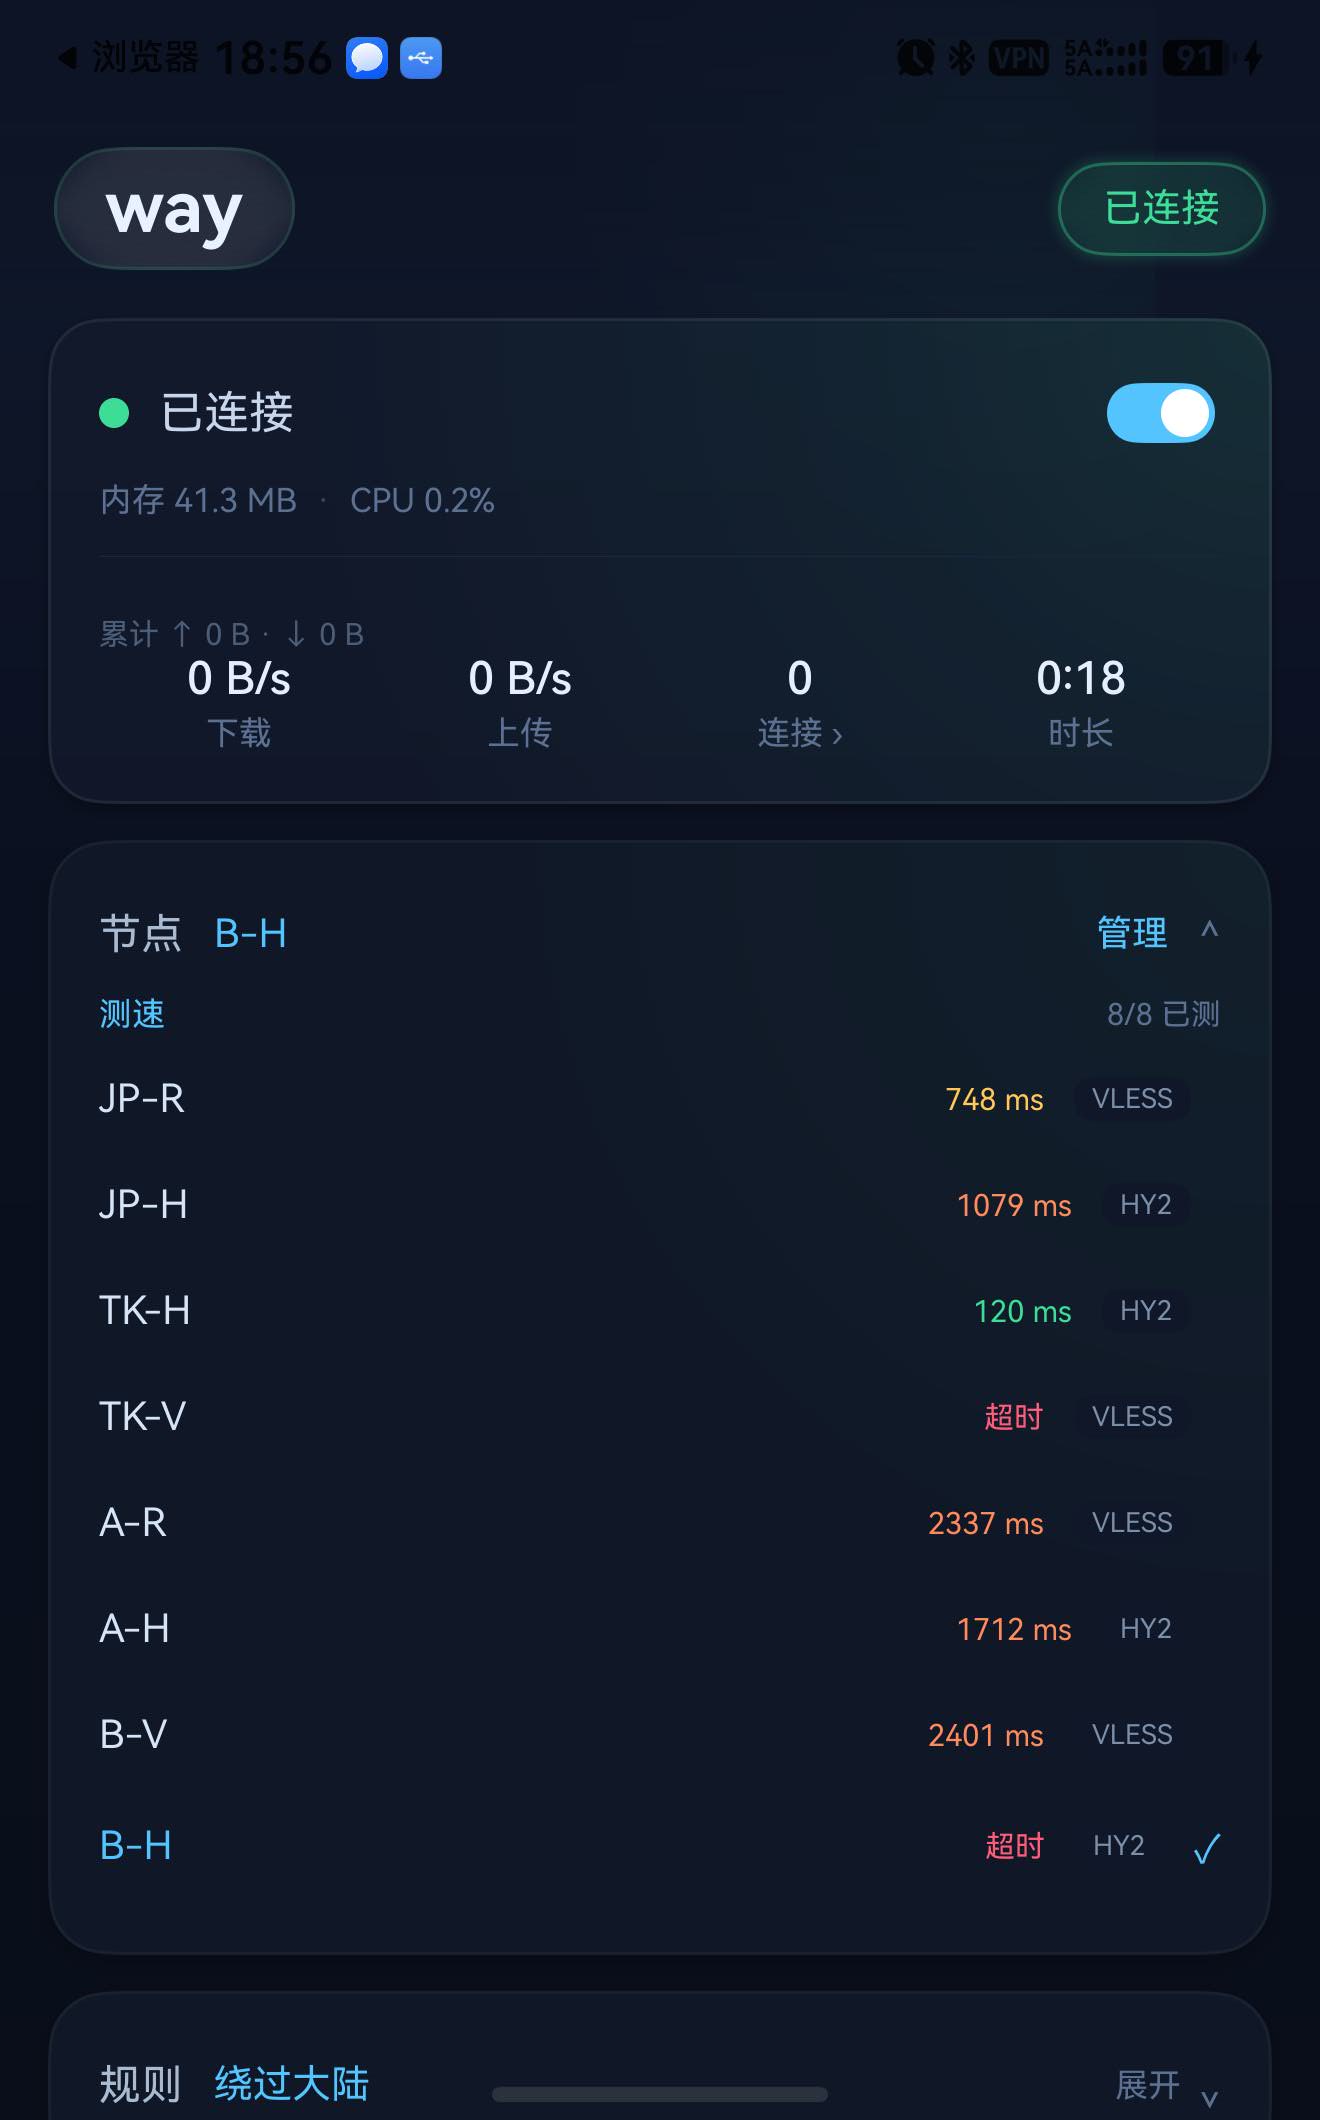 浏览器 18:56 VPN 5A 5A 91
way 已连接
已连接
内存 41.3 MB · CPU 0.2%
累计 ↑ 0 B · ↓ 0 B
0 B/s 0 B/s 0 0:18
下载 上传 连接 › 时长
节点 B-H 管理 ^
测速 8/8 已测
JP-R 748 ms VLESS
JP-H 1079 ms HY2
TK-H 120 ms HY2
TK-V 超时 VLESS
A-R 2337 ms VLESS
A-H 1712 ms HY2
B-V 2401 ms VLESS
B-H 超时 HY2 ✓
规则 绕过大陆 展开